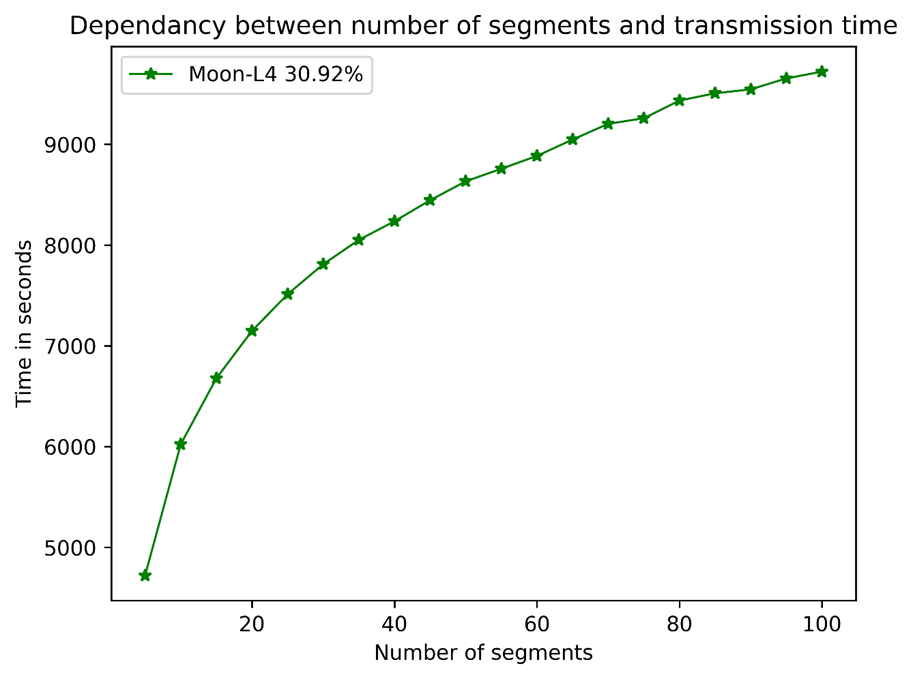 Dependancy between number of segments and transmission time
Moon-L4 30.92%
9000
8000
7000
6000
5000
Time in seconds
20 40 60 80 100
Number of segments